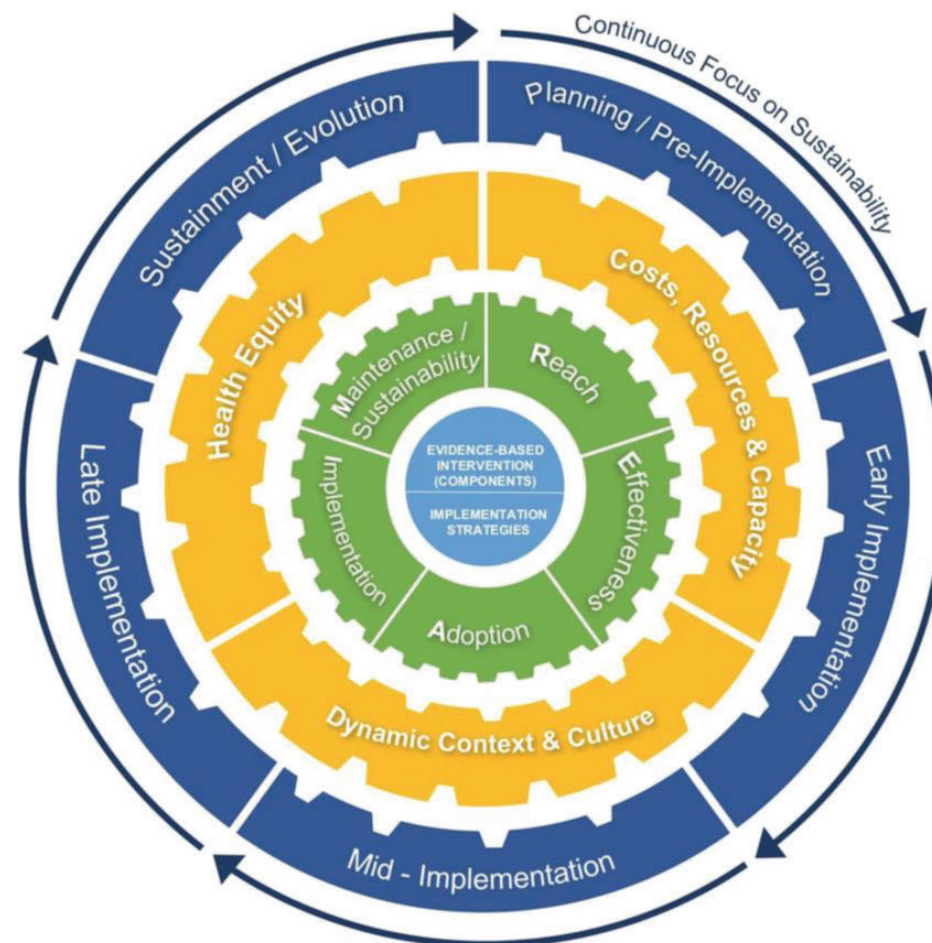 Continuous Focus on Sustainability
Planning / Pre-Implementation
Early Implementation
Mid - Implementation
Late Implementation
Sustainment / Evolution
Costs, Resources & Capacity
Dynamic Context & Culture
Health Equity
Reach
Effectiveness
Adoption
Implementation
Maintenance /
Sustainability
EVIDENCE-BASED
INTERVENTION
(COMPONENTS)
IMPLEMENTATION
STRATEGIES